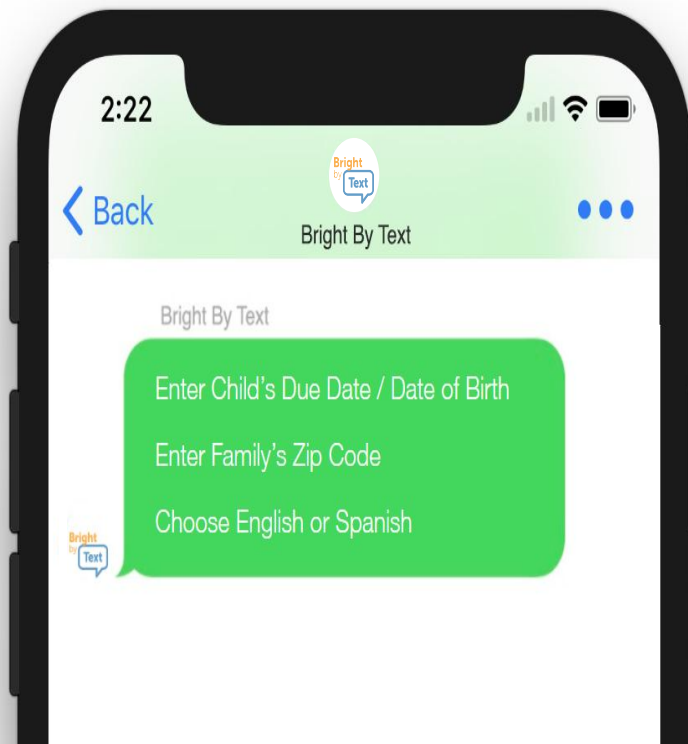 2:22
Bright
by
Text
Back
Bright By Text
Bright By Text
Enter Child's Due Date / Date of Birth
Enter Family's Zip Code
Choose English or Spanish
Bright
by
Text